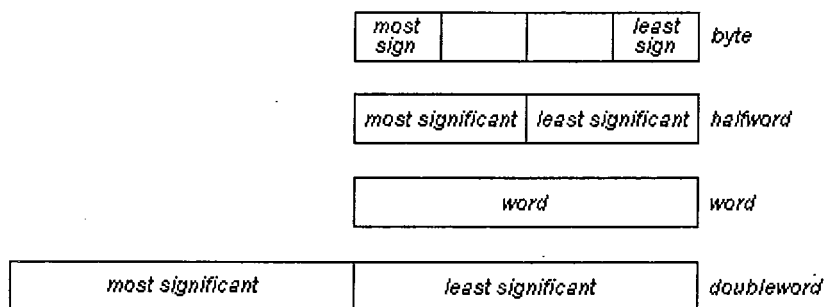 most sign least sign byte
most significant least significant halfword
word word
most significant least significant doubleword